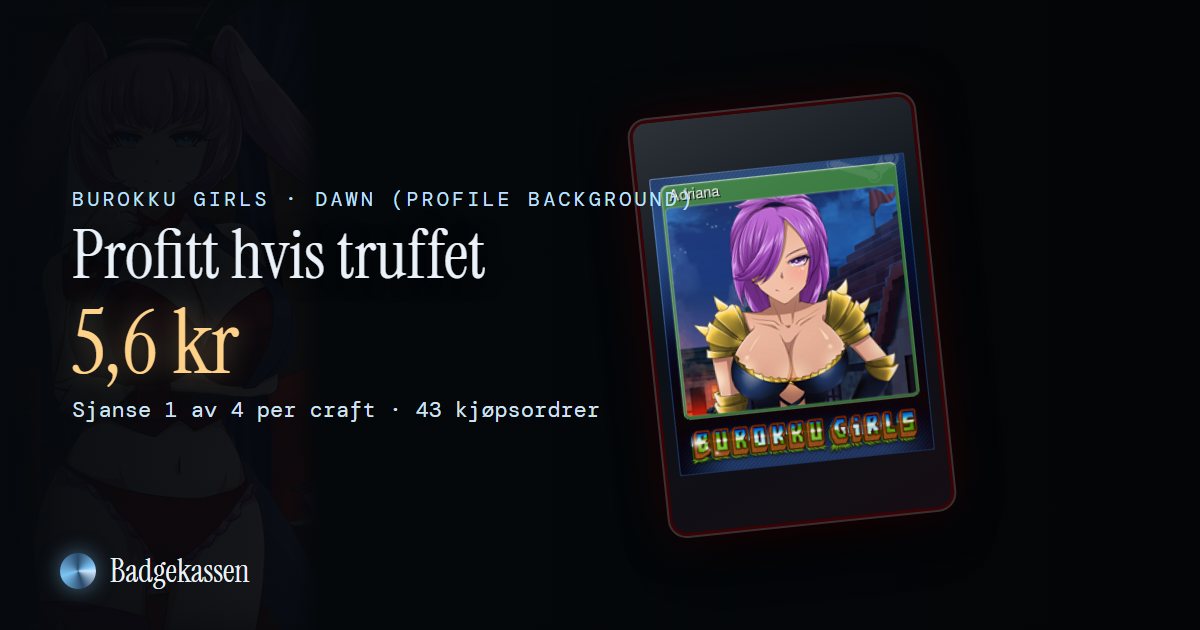 BUROKKU GIRLS · DAWN (PROFILE BACKGROUND)
Profitt hvis truffet
5,6 kr
Sjanse 1 av 4 per craft · 43 kjøpsordrer
Badgekassen
Adriana
BUROKKU GiRLS